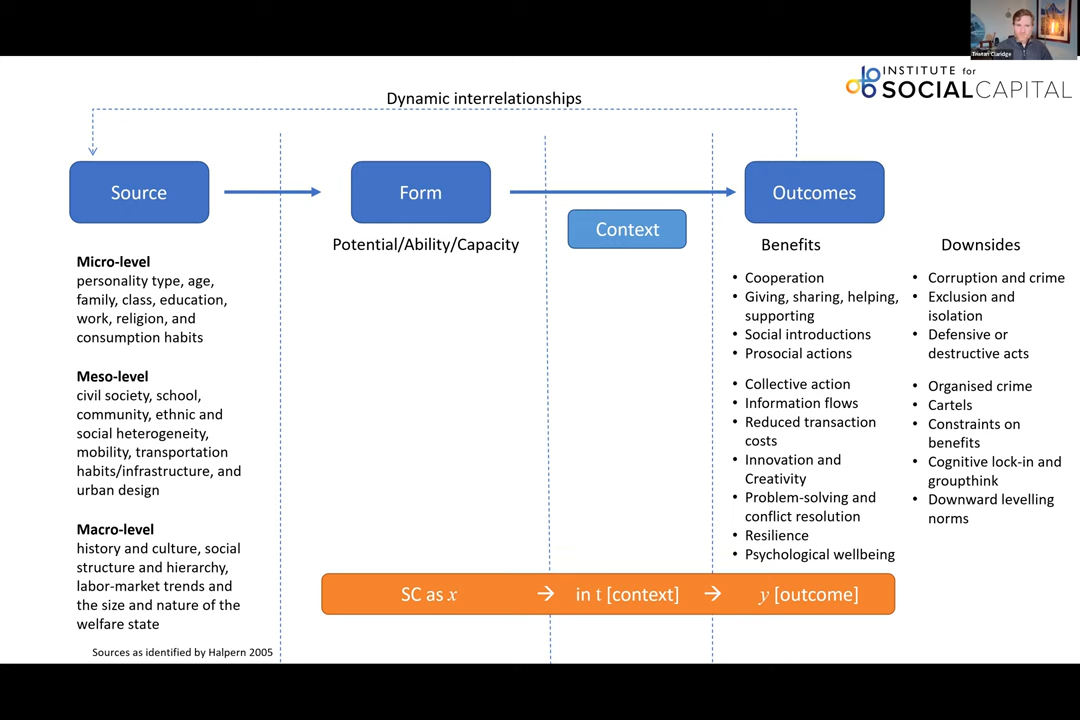 Tristan Claridge
INSTITUTE for
SOCIALCAPITAL
Dynamic interrelationships
Source
Form
Context
Outcomes
Potential/Ability/Capacity
Micro-level
personality type, age,
family, class, education,
work, religion, and
consumption habits
Meso-level
civil society, school,
community, ethnic and
social heterogeneity,
mobility, transportation
habits/infrastructure, and
urban design
Macro-level
history and culture, social
structure and hierarchy,
labor-market trends and
the size and nature of the
welfare state
Sources as identified by Halpern 2005
Benefits
• Cooperation
• Giving, sharing, helping,
supporting
• Social introductions
• Prosocial actions
• Collective action
• Information flows
• Reduced transaction
costs
• Innovation and
Creativity
• Problem-solving and
conflict resolution
• Resilience
• Psychological wellbeing
Downsides
• Corruption and crime
• Exclusion and
isolation
• Defensive or
destructive acts
• Organised crime
• Cartels
• Constraints on
benefits
• Cognitive lock-in and
groupthink
• Downward levelling
norms
SC as x → in t [context] → y [outcome]